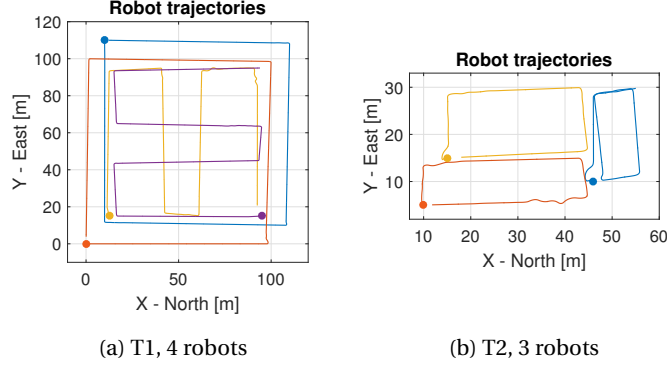 Robot trajectories
120
100
80
60
40
20
0
Y - East [m]
0
50
100
X - North [m]
(a) T1, 4 robots
Robot trajectories
30
20
10
Y - East [m]
10
20
30
40
50
60
X - North [m]
(b) T2, 3 robots